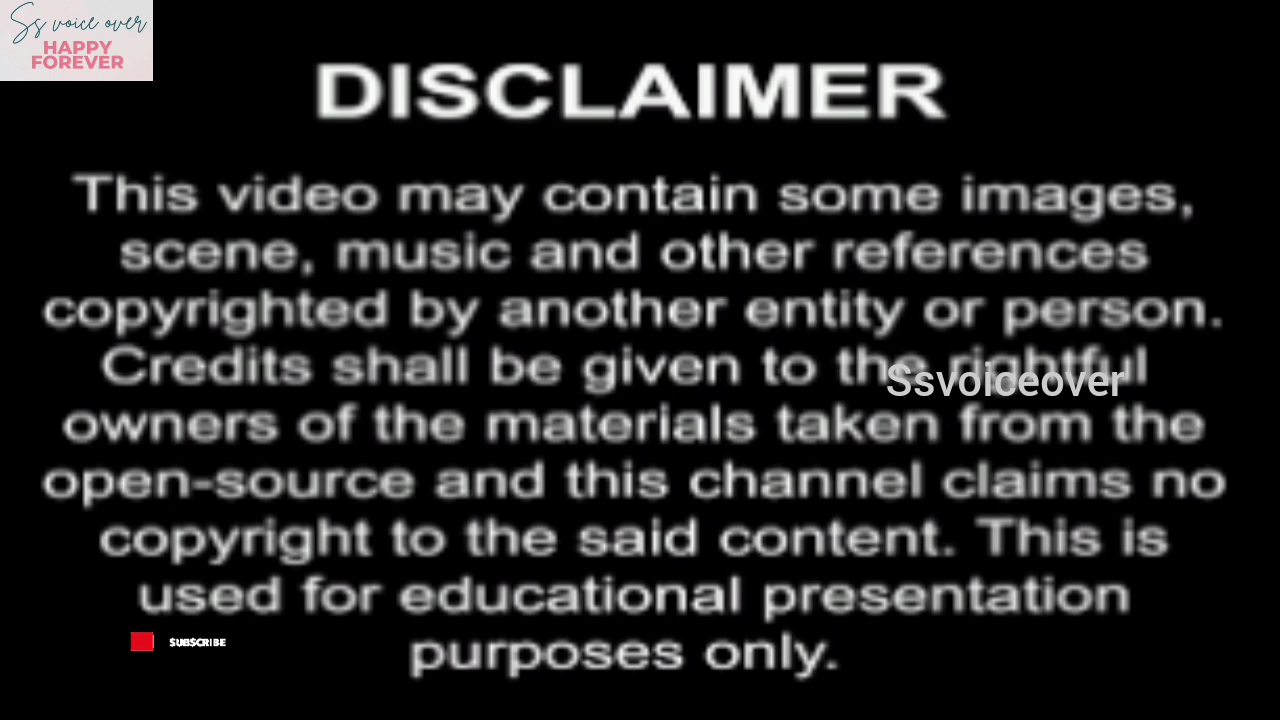 Ss voice over
HAPPY
FOREVER
DISCLAIMER
This video may contain some images,
scene, music and other references
copyrighted by another entity or person.
Credits shall be given to the rightful
Ssvoiceover
owners of the materials taken from the
open-source and this channel claims no
copyright to the said content. This is
used for educational presentation
purposes only.
SUBSCRIBE